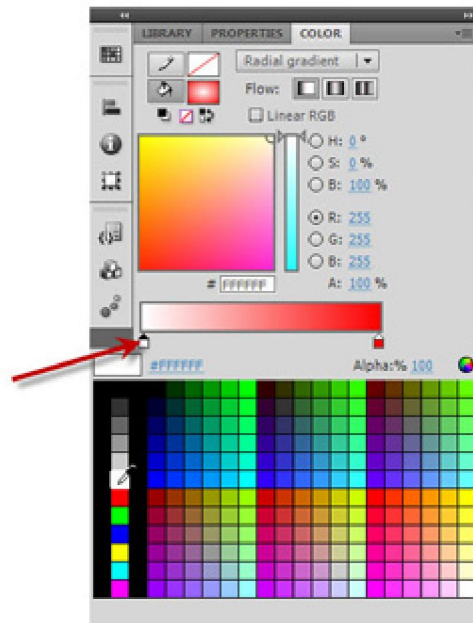 LIBRARY PROPERTIES COLOR
Radial gradient
Flow:
Linear RGB
H: 0 °
S: 0 %
B: 100 %
R: 255
G: 255
B: 255
# FFFFFF
A: 100 %
#FFFFFF
Alpha:% 100